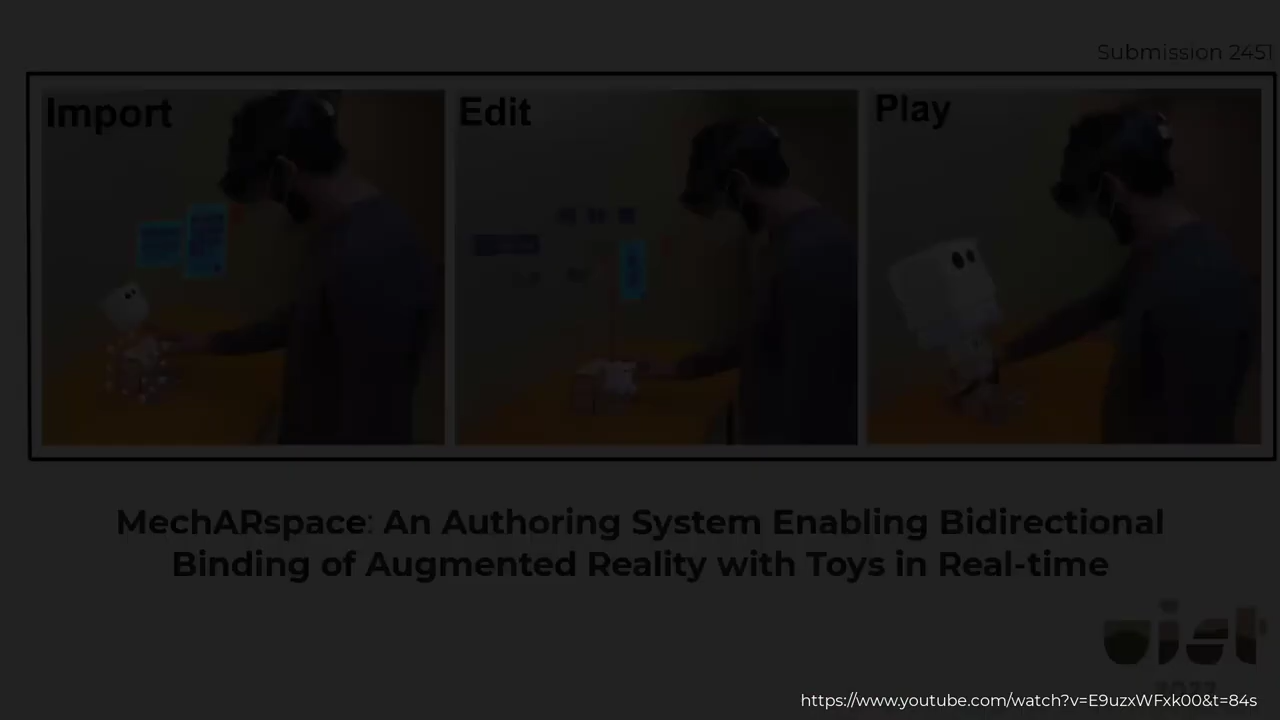 Submission 2451
Import
Edit
Play
MechARspace: An Authoring System Enabling Bidirectional
Binding of Augmented Reality with Toys in Real-time
uist
https://www.youtube.com/watch?v=E9uzxWFxk00&t=84s